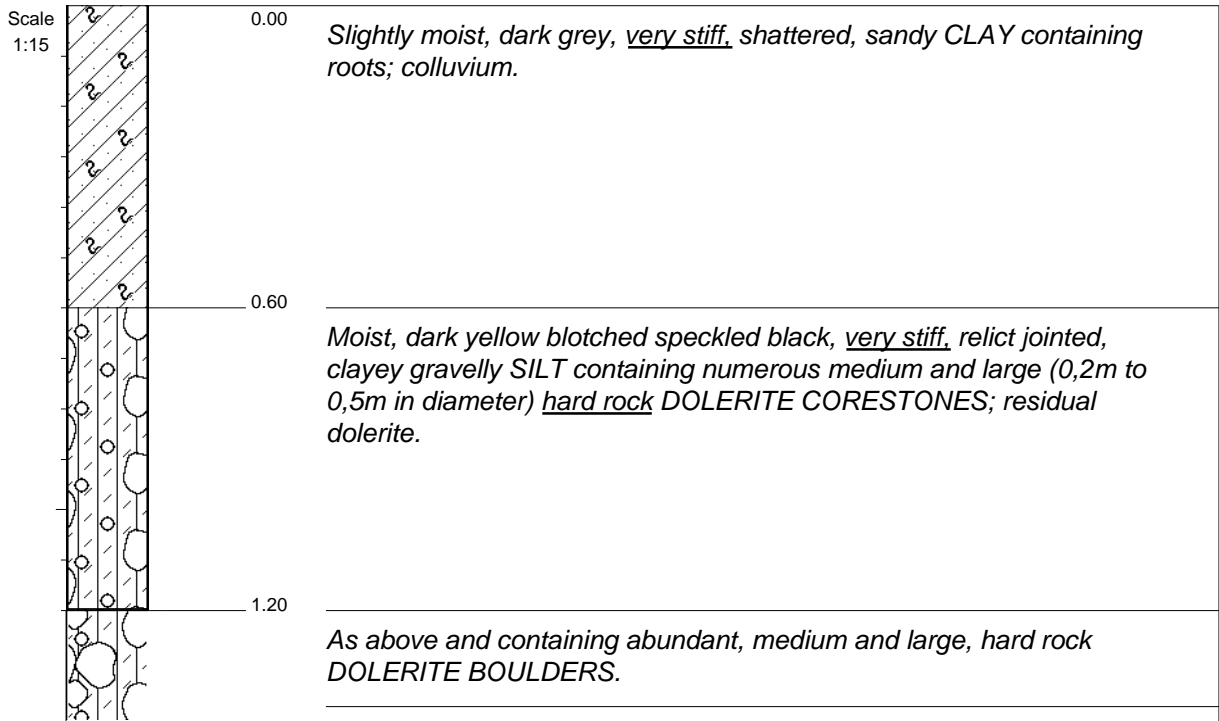 Scale
1:15
0.00
Slightly moist, dark grey, very stiff, shattered, sandy CLAY containing
roots; colluvium.
0.60
Moist, dark yellow blotched speckled black, very stiff, relict jointed,
clayey gravelly SILT containing numerous medium and large (0,2m to
0,5m in diameter) hard rock DOLERITE CORESTONES; residual
dolerite.
1.20
As above and containing abundant, medium and large, hard rock
DOLERITE BOULDERS.